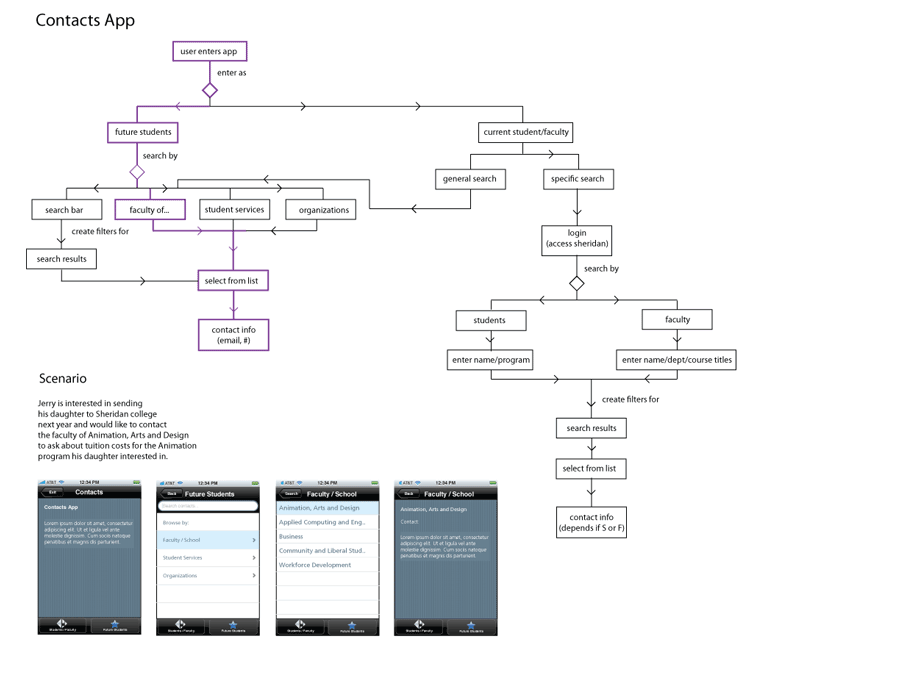 Contacts App
user enters app
enter as
future students
current student/faculty
search by
general search
specific search
search bar
faculty of...
student services
organizations
create filters for
login
(access sheridan)
search results
search by
select from list
students
faculty
contact info
(email, #)
enter name/program
enter name/dept/course titles
create filters for
search results
select from list
contact info
(depends if S or F)
Scenario
Jerry is interested in sending
his daughter to Sheridan college
next year and would like to contact
the faculty of Animation, Arts and Design
to ask about tuition costs for the Animation
program his daughter interested in.
AT&T 12:34 PM
Exit Contacts
Contacts App
Lorem ipsum dolor sit amet, consectetur
adipiscing elit. Ut et ligula vel ante
molestie dignissim. Cum sociis natoque
penatibus et magnis dis parturient.
Students / Faculty Future Students
AT&T 12:34 PM
Back Future Students
Search contacts
Browse by:
Faculty / School
Student Services
Organizations
Students / Faculty Future Students
AT&T 12:34 PM
Search Faculty / School
Animation, Arts and Design
Applied Computing and Eng..
Business
Community and Liberal Stud..
Workforce Development
Students / Faculty Future Students
AT&T 12:34 PM
Back Faculty / School
Animation, Arts and Design
Contact:
Lorem ipsum dolor sit amet, consectetur
adipiscing elit. Ut et ligula vel ante
molestie dignissim. Cum sociis natoque
penatibus et magnis dis parturient.
Students / Faculty Future Students